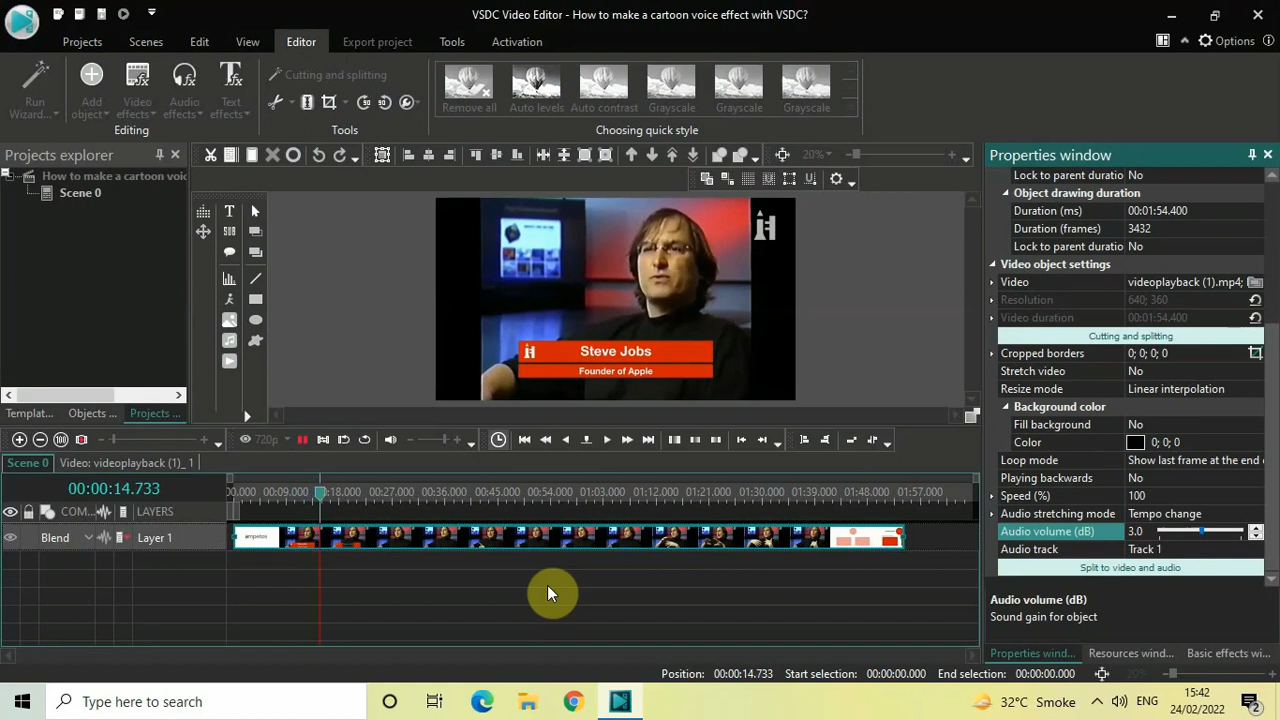 VSDC Video Editor - How to make a cartoon voice effect with VSDC?
Projects Scenes Edit View Editor Export project Tools Activation
Options
Run Wizard...
Add object
Video effects
Audio effects
Text effects
Editing
Cutting and splitting
Tools
Remove all Auto levels Auto contrast Grayscale Grayscale Grayscale
Choosing quick style
Projects explorer
How to make a cartoon voic
Scene 0
Templat... Objects ... Projects ...
20%
Steve Jobs
Founder of Apple
Properties window
Lock to parent duratio No
Object drawing duration
Duration (ms) 00:01:54.400
Duration (frames) 3432
Lock to parent duratio No
Video object settings
Video videoplayback (1).mp4;
Resolution 640; 360
Video duration 00:01:54.400
Cutting and splitting
Cropped borders 0; 0; 0; 0
Stretch video No
Resize mode Linear interpolation
Background color
Fill background No
Color 0; 0; 0
Loop mode Show last frame at the end
Playing backwards No
Speed (%) 100
Audio stretching mode Tempo change
Audio volume (dB) 3.0
Audio track Track 1
Split to video and audio
Audio volume (dB)
Sound gain for object
Properties wind... Resources wind... Basic effects wi...
720p
Scene 0 Video: videoplayback (1)_ 1
00:00:14.733
0.000 00:09.000 0:18.000 00:27.000 00:36.000 00:45.000 00:54.000 01:03.000 01:12.000 01:21.000 01:30.000 01:39.000 01:48.000 01:57.000
COM... LAYERS
Blend Layer 1
ampetos
Position: 00:00:14.733 Start selection: 00:00:00.000 End selection: 00:00:00.000 20%
Type here to search
32°C Smoke
ENG
15:42
24/02/2022
2